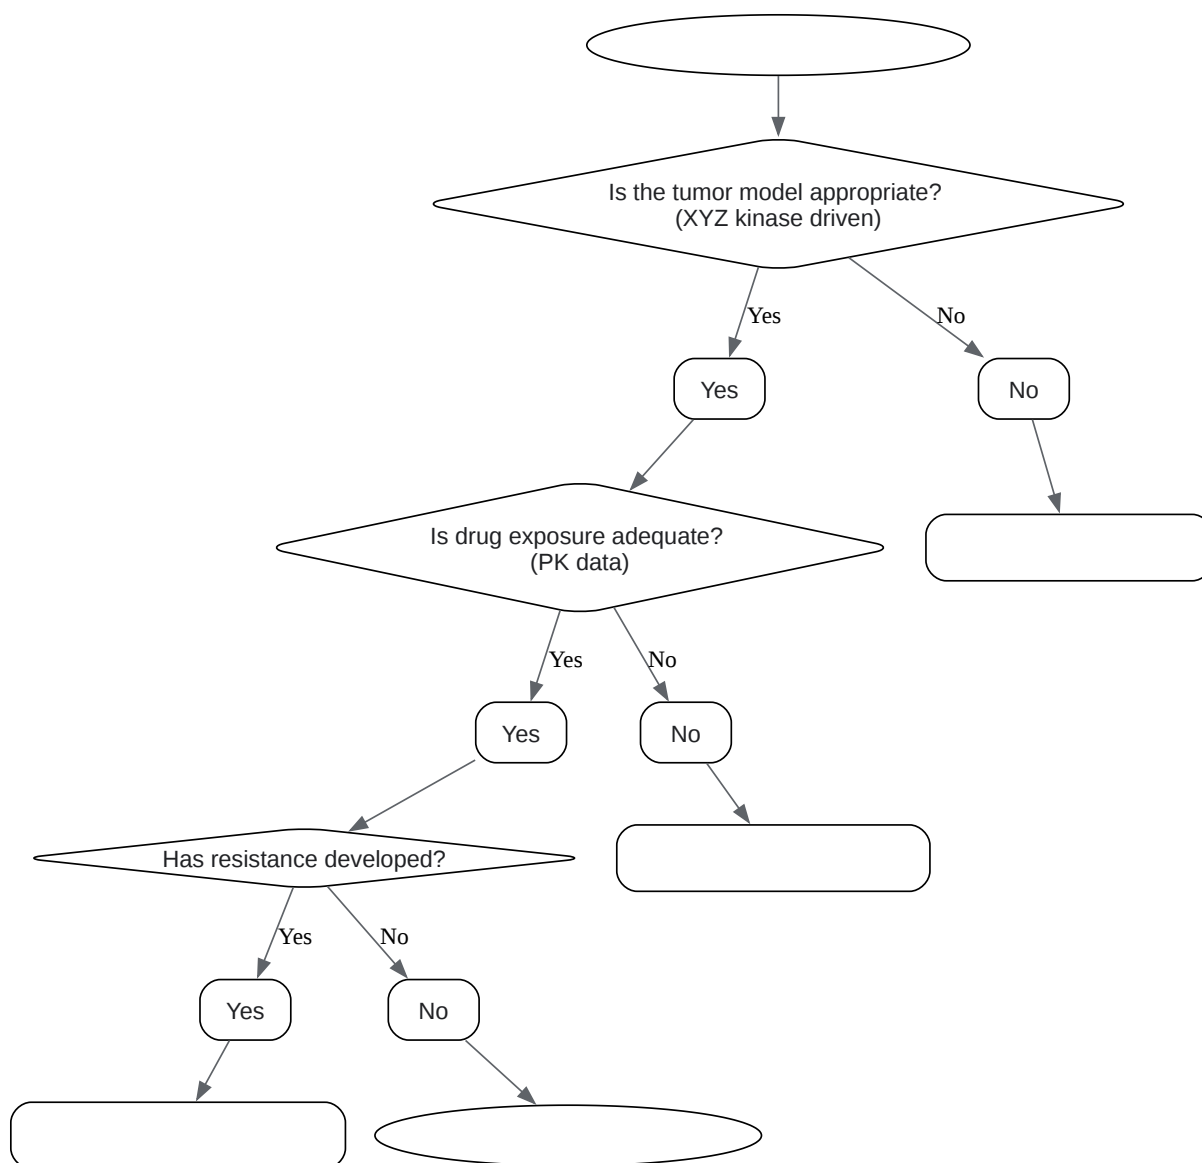 Is the tumor model appropriate?
(XYZ kinase driven)
Yes
No
Yes
No
Is drug exposure adequate?
(PK data)
Yes
No
Yes
No
Has resistance developed?
Yes
No
Yes
No